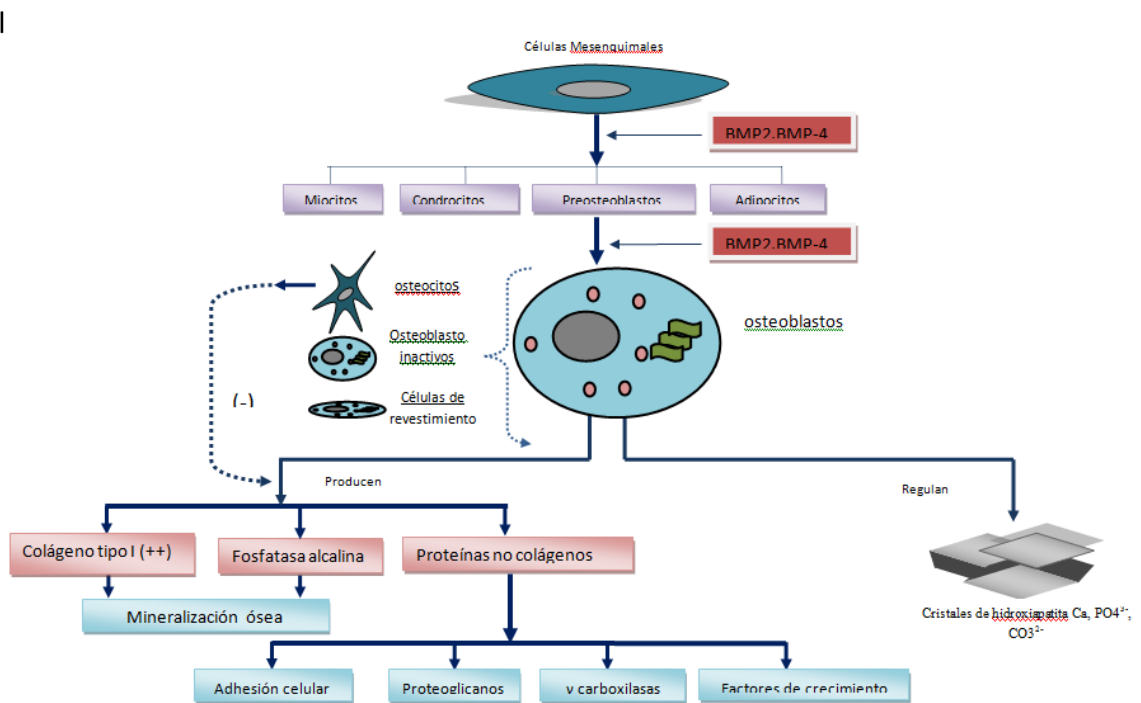 l
Células Mesenquimales
BMP2.BMP-4
Miocitos
Condrocitos
Preosteoblastos
Adipocitos
BMP2.BMP-4
osteocitos
Osteoblasto
inactivos
Células de
revestimiento
osteoblastos
(-)
Producen
Regulan
Colágeno tipo I (++)
Fosfatasa alcalina
Proteínas no colágenos
Mineralización ósea
Cristales de hidroxiapatita Ca, PO4³⁻,
CO3²⁻
Adhesión celular
Proteoglicanos
γ carboxilasas
Factores de crecimiento